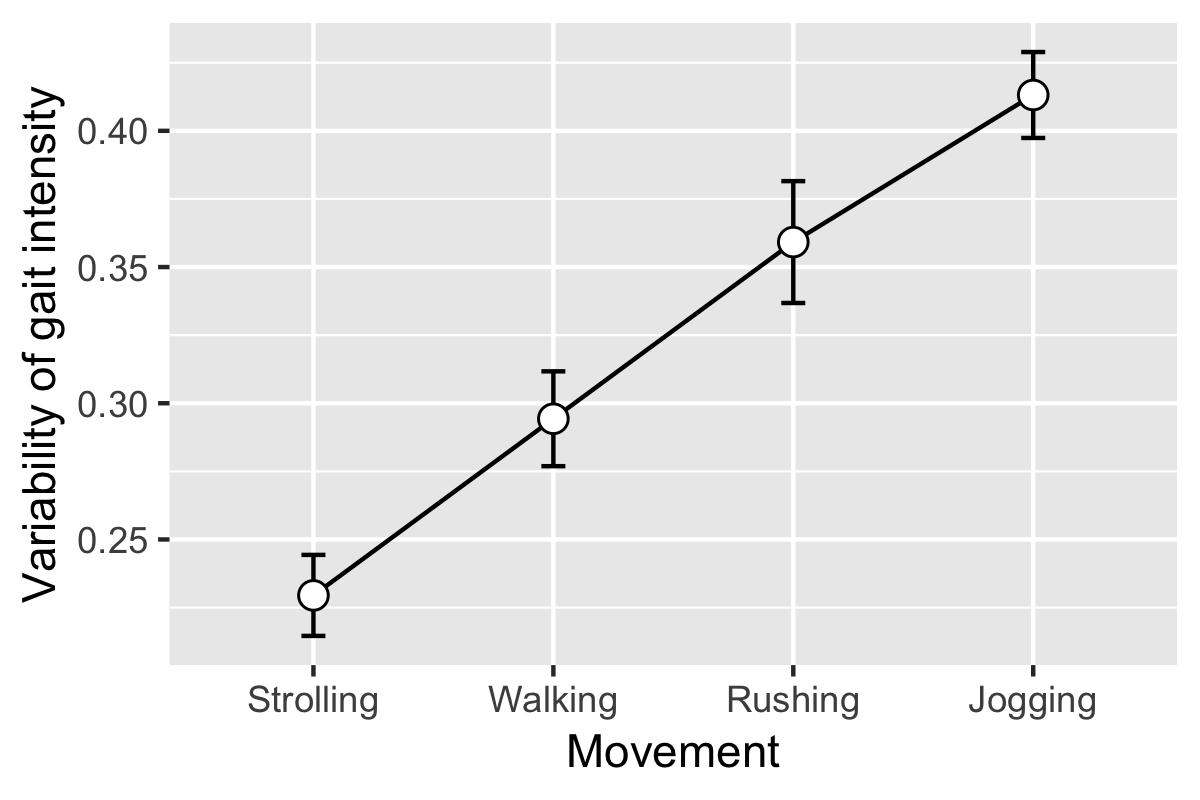 Variability of gait intensity
0.40
0.35
0.30
0.25
Strolling Walking Rushing Jogging
Movement